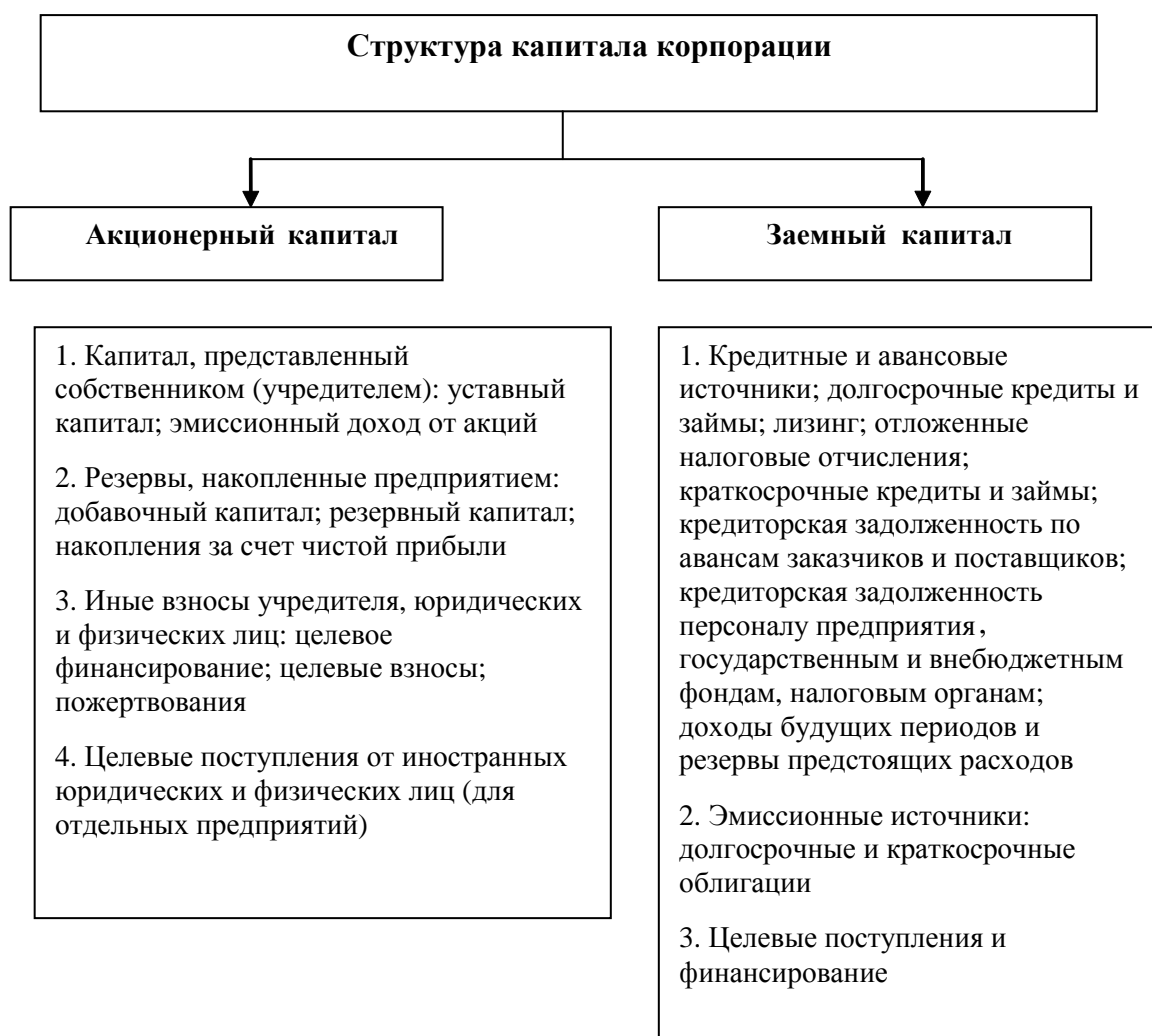 Структура капитала корпорации
Акционерный капитал
Заемный капитал
1. Капитал, представленный
собственником (учредителем): уставный
капитал; эмиссионный доход от акций
2. Резервы, накопленные предприятием:
добавочный капитал; резервный капитал;
накопления за счет чистой прибыли
3. Иные взносы учредителя, юридических
и физических лиц: целевое
финансирование; целевые взносы;
пожертвования
4. Целевые поступления от иностранных
юридических и физических лиц (для
отдельных предприятий)
1. Кредитные и авансовые
источники; долгосрочные кредиты и
займы; лизинг; отложенные
налоговые отчисления;
краткосрочные кредиты и займы;
кредиторская задолженность по
авансам заказчиков и поставщиков;
кредиторская задолженность
персоналу предприятия,
государственным и внебюджетным
фондам, налоговым органам;
доходы будущих периодов и
резервы предстоящих расходов
2. Эмиссионные источники:
долгосрочные и краткосрочные
облигации
3. Целевые поступления и
финансирование